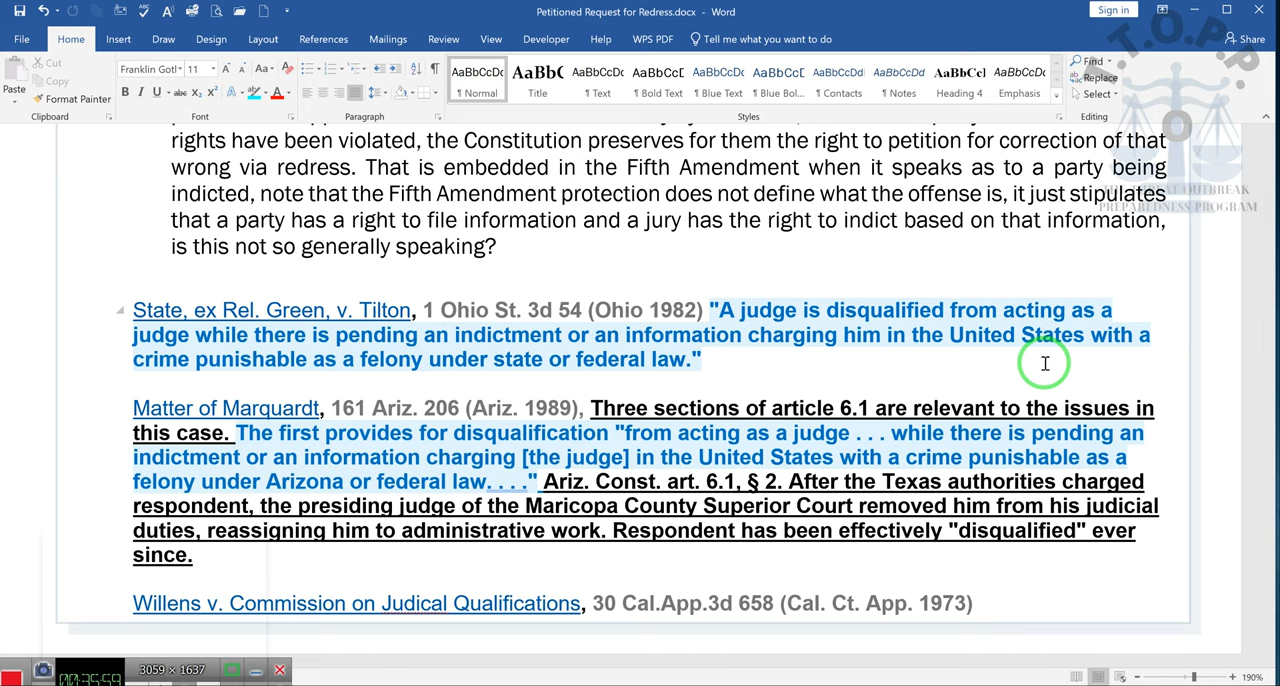 Petitioned Request for Redress.docx - Word
Sign in
File Home Insert Draw Design Layout References Mailings Review View Developer Help WPS PDF Tell me what you want to do Share
T.O.P.P.
Paste
Cut
Copy
Format Painter
Clipboard
Franklin Gotl 11
Font
Paragraph
AaBbCcDc AaBbC AaBbCcDc AaBbCcD AaBbCcDc AaBbCcD AaBbCcDd AaBbCcDd AaBbCcl AaBbCcDc
¶ Normal Title ¶ Text ¶ Bold Text ¶ Blue Text ¶ Blue Bol... ¶ Contacts ¶ Notes Heading 4 Emphasis
Styles
Find
Replace
Select
Editing
rights have been violated, the Constitution preserves for them the right to petition for correction of that
wrong via redress. That is embedded in the Fifth Amendment when it speaks as to a party being
indicted, note that the Fifth Amendment protection does not define what the offense is, it just stipulates
that a party has a right to file information and a jury has the right to indict based on that information,
is this not so generally speaking?
OUTBREAK
PREPAREDNESS PROGRAM
State, ex Rel. Green, v. Tilton, 1 Ohio St. 3d 54 (Ohio 1982) "A judge is disqualified from acting as a
judge while there is pending an indictment or an information charging him in the United States with a
crime punishable as a felony under state or federal law."
Matter of Marquardt, 161 Ariz. 206 (Ariz. 1989), Three sections of article 6.1 are relevant to the issues in
this case. The first provides for disqualification "from acting as a judge . . . while there is pending an
indictment or an information charging [the judge] in the United States with a crime punishable as a
felony under Arizona or federal law. . . ." Ariz. Const. art. 6.1, § 2. After the Texas authorities charged
respondent, the presiding judge of the Maricopa County Superior Court removed him from his judicial
duties, reassigning him to administrative work. Respondent has been effectively "disqualified" ever
since.
Willens v. Commission on Judical Qualifications, 30 Cal.App.3d 658 (Cal. Ct. App. 1973)
00:35:59
3059 × 1637
190%